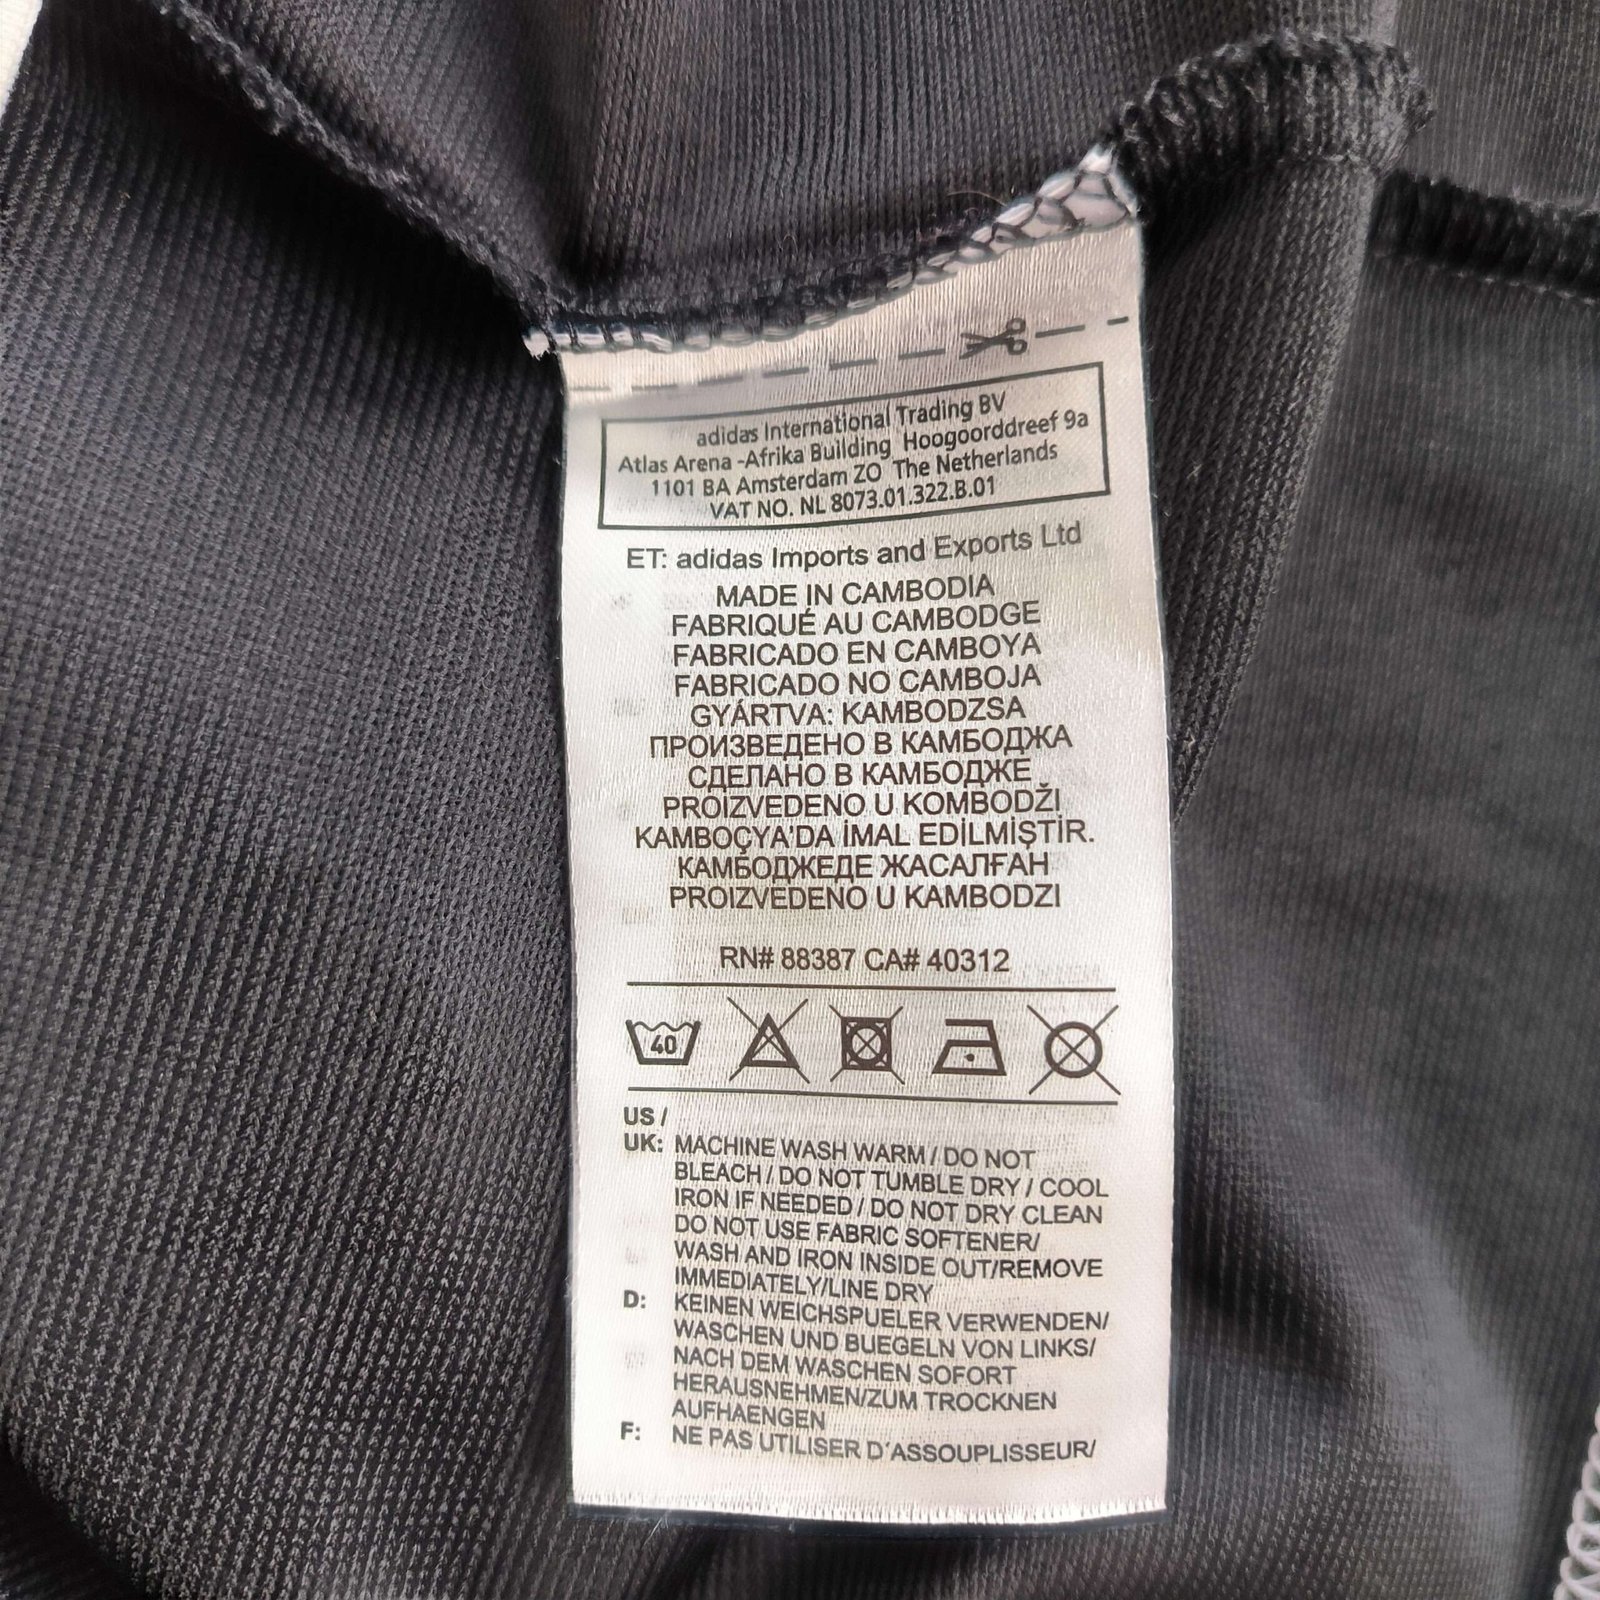 adidas International Trading BV
Atlas Arena -Afrika Building Hoogoorddreef 9a
1101 BA Amsterdam ZO The Netherlands
VAT NO. NL 8073.01.322.B.01
ET: adidas Imports and Exports Ltd
MADE IN CAMBODIA
FABRIQUÉ AU CAMBODGE
FABRICADO EN CAMBOYA
FABRICADO NO CAMBOJA
GYÁRTVA: KAMBODZSA
ПРОИЗВЕДЕНО В КАМБОДЖА
СДЕЛАНО В КАМБОДЖЕ
PROIZVEDENO U KOMBODŽI
KAMBOÇYA'DA İMAL EDİLMİŞTİR.
КАМБОДЖЕДЕ ЖАСАЛҒАН
PROIZVEDENO U KAMBODZI
RN# 88387 CA# 40312
40
US /
UK: MACHINE WASH WARM / DO NOT
BLEACH / DO NOT TUMBLE DRY / COOL
IRON IF NEEDED / DO NOT DRY CLEAN
DO NOT USE FABRIC SOFTENER/
WASH AND IRON INSIDE OUT/REMOVE
IMMEDIATELY/LINE DRY
D: KEINEN WEICHSPUELER VERWENDEN/
WASCHEN UND BUEGELN VON LINKS/
NACH DEM WASCHEN SOFORT
HERAUSNEHMEN/ZUM TROCKNEN
AUFHAENGEN
F: NE PAS UTILISER D'ASSOUPLISSEUR/